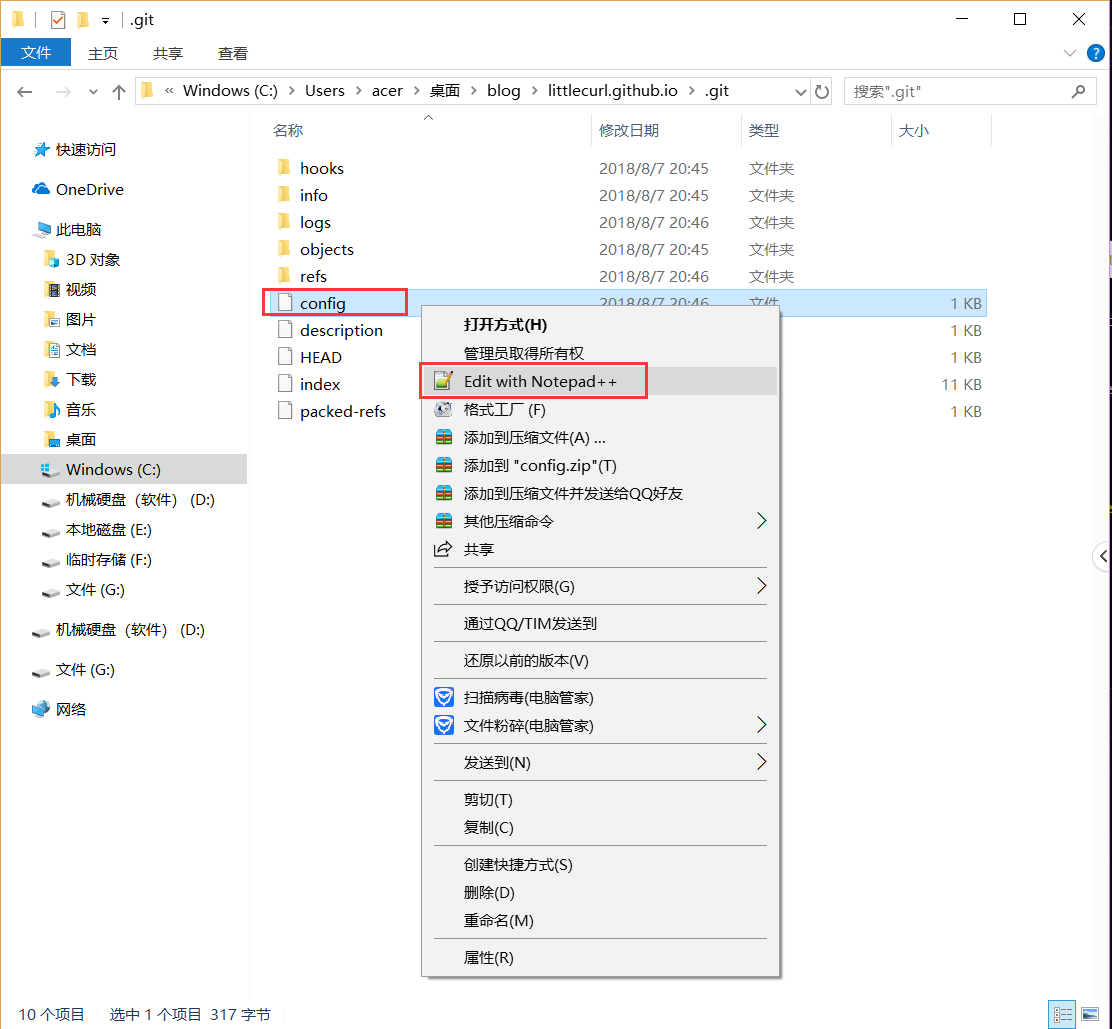 .git
文件 主页 共享 查看
« Windows (C:) > Users > acer > 桌面 > blog > littlecurl.github.io > .git 搜索".git"
名称 修改日期 类型 大小
快速访问
OneDrive
此电脑
3D 对象
视频
图片
文档
下载
音乐
桌面
Windows (C:)
机械硬盘（软件） (D:)
本地磁盘 (E:)
临时存储 (F:)
文件 (G:)
机械硬盘（软件） (D:)
文件 (G:)
网络
hooks 2018/8/7 20:45 文件夹
info 2018/8/7 20:45 文件夹
logs 2018/8/7 20:46 文件夹
objects 2018/8/7 20:45 文件夹
refs 2018/8/7 20:46 文件夹
config 2018/8/7 20:46 文件 1 KB
description 1 KB
HEAD 1 KB
index 11 KB
packed-refs 1 KB
打开方式(H)
管理员取得所有权
Edit with Notepad++
格式工厂 (F)
添加到压缩文件(A) ...
添加到 "config.zip"(T)
添加到压缩文件并发送给QQ好友
其他压缩命令
共享
授予访问权限(G)
通过QQ/TIM发送到
还原以前的版本(V)
扫描病毒(电脑管家)
文件粉碎(电脑管家)
发送到(N)
剪切(T)
复制(C)
创建快捷方式(S)
删除(D)
重命名(M)
属性(R)
10 个项目 选中 1 个项目 317 字节